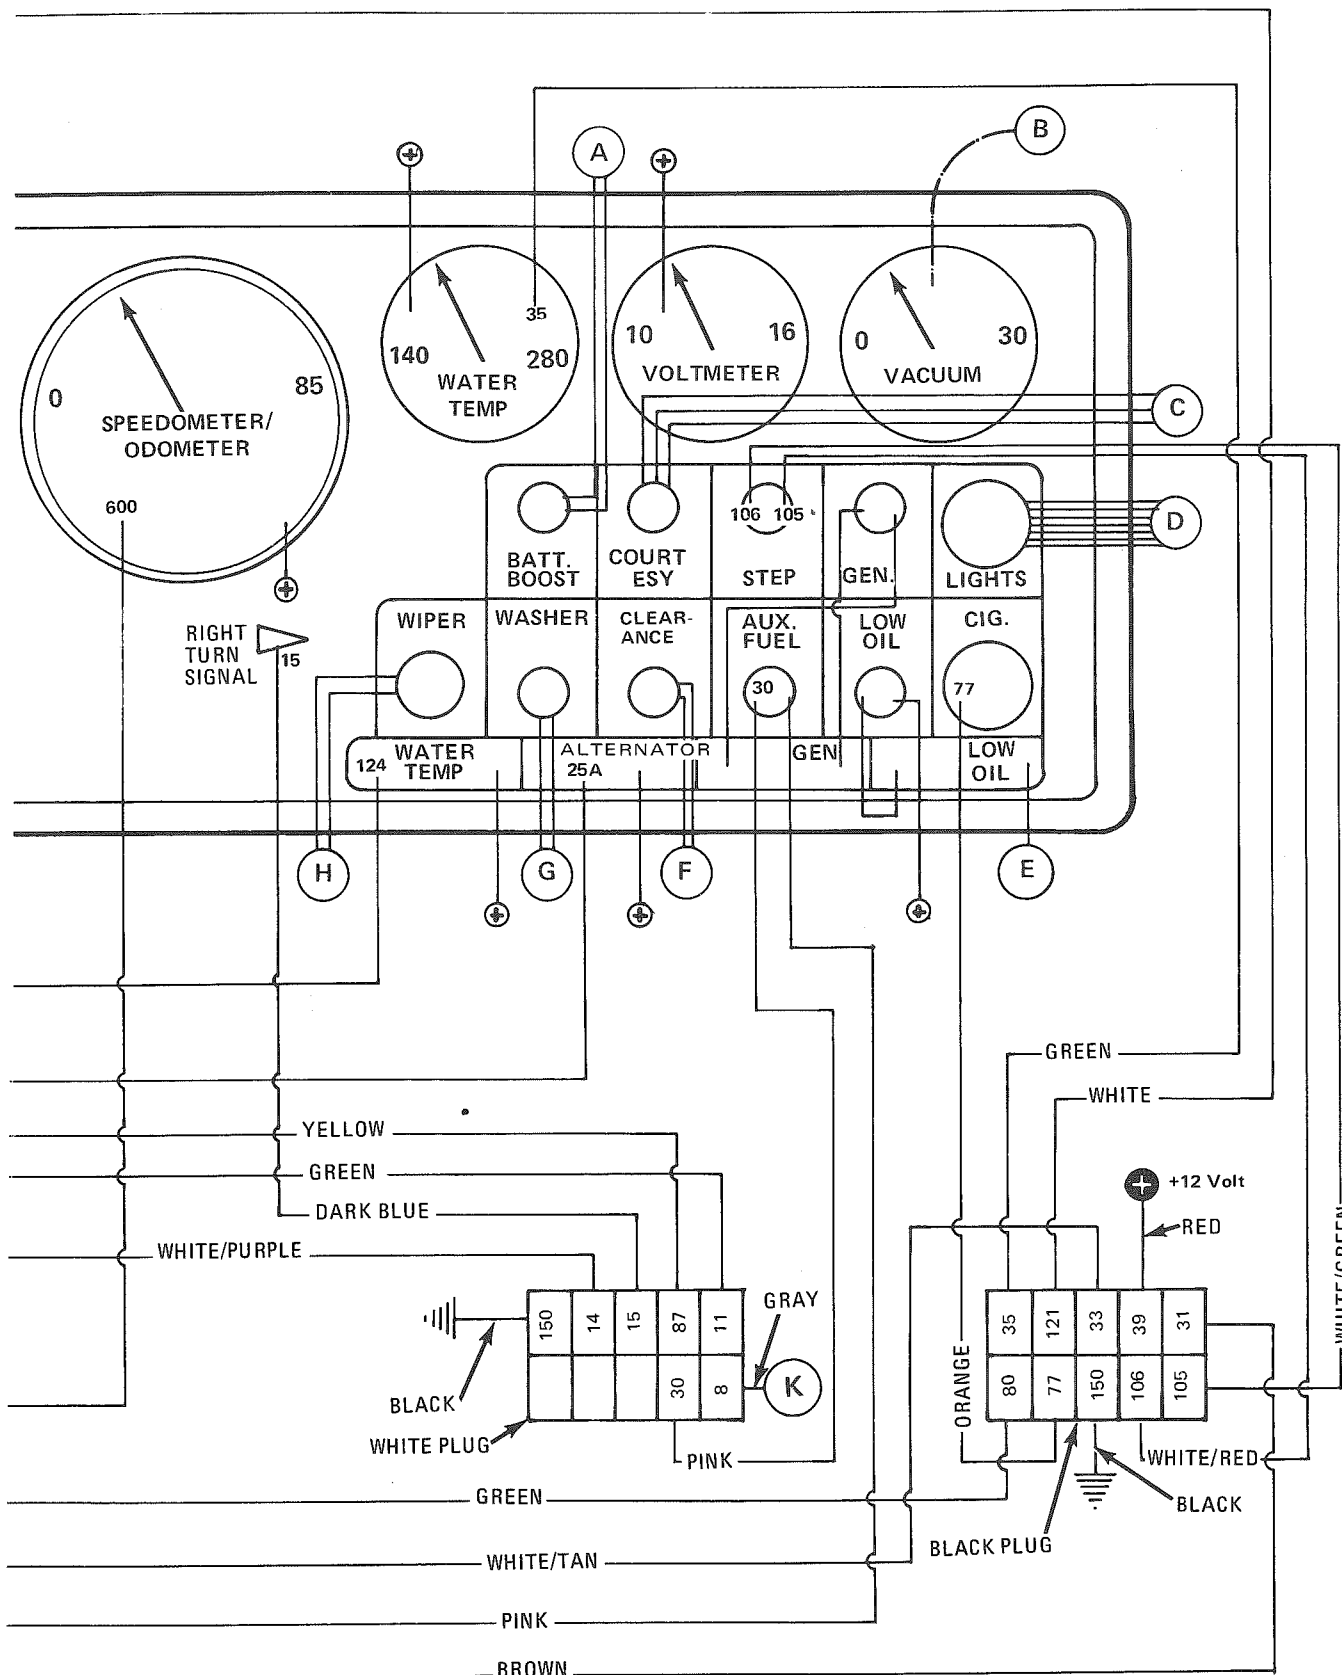 B
A
35
10
16
0
30
140
280
WATER
TEMP
VOLTMETER
VACUUM
0
85
SPEEDOMETER/
ODOMETER
600
C
106
105
D
BATT.
BOOST
COURT
ESY
STEP
GEN.
LIGHTS
WIPER
WASHER
CLEAR-
ANCE
AUX.
FUEL
LOW
OIL
CIG.
RIGHT
TURN
SIGNAL
15
30
77
124
WATER
TEMP
ALTERNATOR
25A
GEN
LOW
OIL
H
G
F
E
GREEN
WHITE
YELLOW
GREEN
DARK BLUE
WHITE/PURPLE
+12 Volt
RED
WHITE/GREEN
GRAY
150
14
15
87
11
30
8
K
BLACK
WHITE PLUG
PINK
35
121
33
39
31
80
77
150
106
105
ORANGE
WHITE/RED
BLACK
BLACK PLUG
GREEN
WHITE/TAN
PINK
BROWN